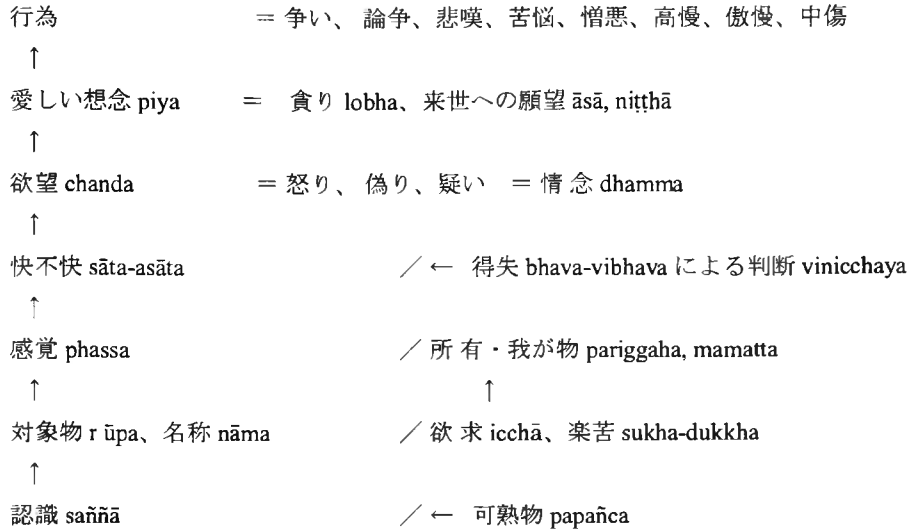 行為 = 争い、論争、悲嘆、苦悩、憎悪、高慢、傲慢、中傷
↑
愛しい想念 piya = 貪り lobha、来世への願望 āsā, niṭṭhā
↑
欲望 chanda = 怒り、偽り、疑い = 情念 dhamma
↑
快不快 sāta-asāta ／← 得失 bhava-vibhava による判断 vinicchaya
↑
感覚 phassa ／所有・我が物 pariggaha, mamatta
↑ ↑
対象物 r ūpa、名称 nāma ／欲求 icchā、楽苦 sukha-dukkha
↑
認識 saññā ／← 可熟物 papañca